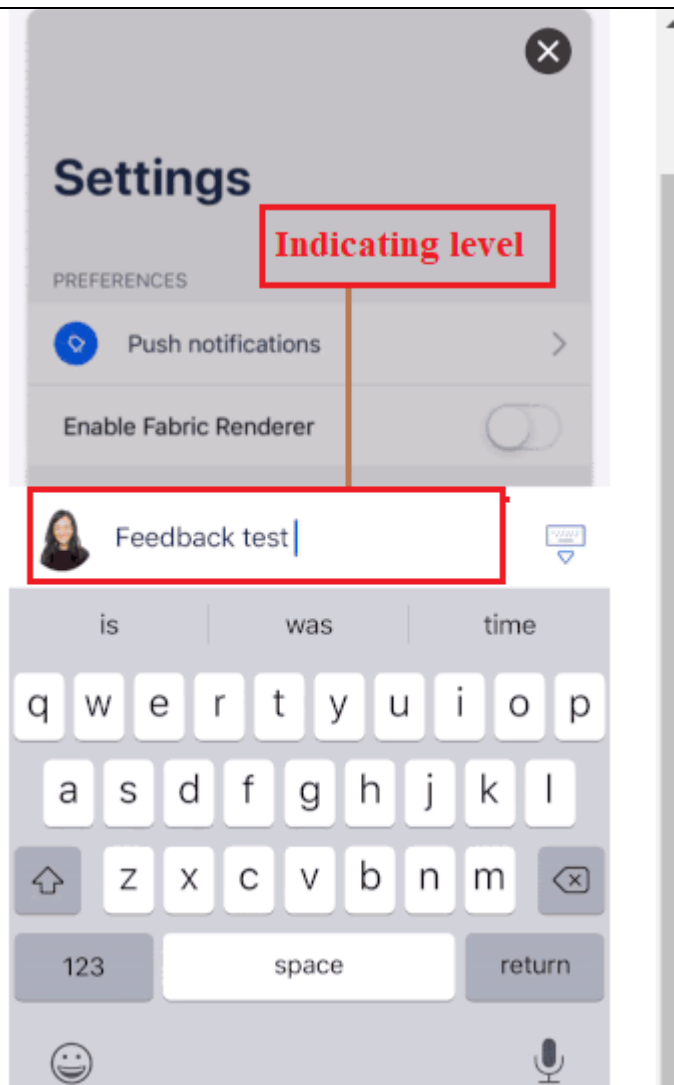 Settings
Indicating level
PREFERENCES
Push notifications
Enable Fabric Renderer
Feedback test
is was time
q w e r t y u i o p
a s d f g h j k l
z x c v b n m
123 space return